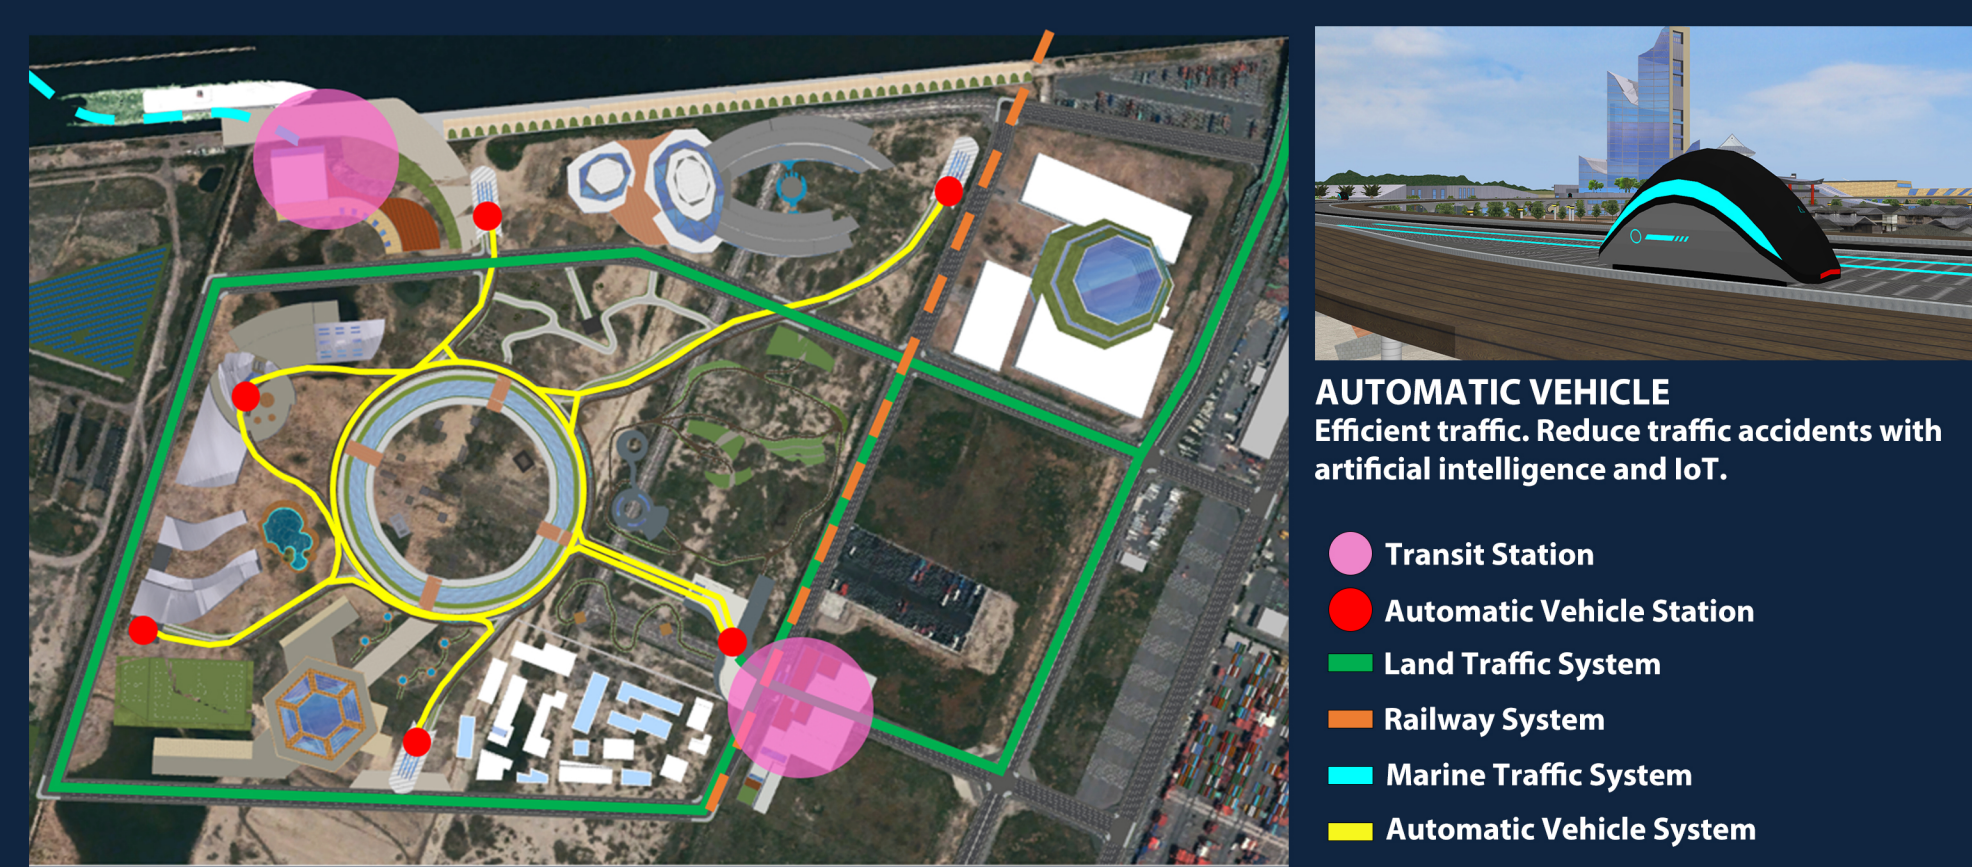 AUTOMATIC VEHICLE
Efficient traffic. Reduce traffic accidents with
artificial intelligence and IoT.
Transit Station
Automatic Vehicle Station
Land Traffic System
Railway System
Marine Traffic System
Automatic Vehicle System